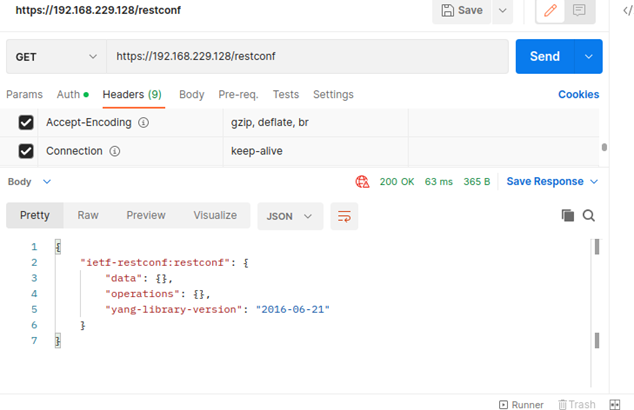 https://192.168.229.128/restconf
Save
GET https://192.168.229.128/restconf Send
Params Auth Headers (9) Body Pre-req. Tests Settings Cookies
Accept-Encoding gzip, deflate, br
Connection keep-alive
Body 200 OK 63 ms 365 B Save Response
Pretty Raw Preview Visualize JSON
1 {
2 "ietf-restconf:restconf": {
3 "data": {},
4 "operations": {},
5 "yang-library-version": "2016-06-21"
6 }
7 }
Runner Trash